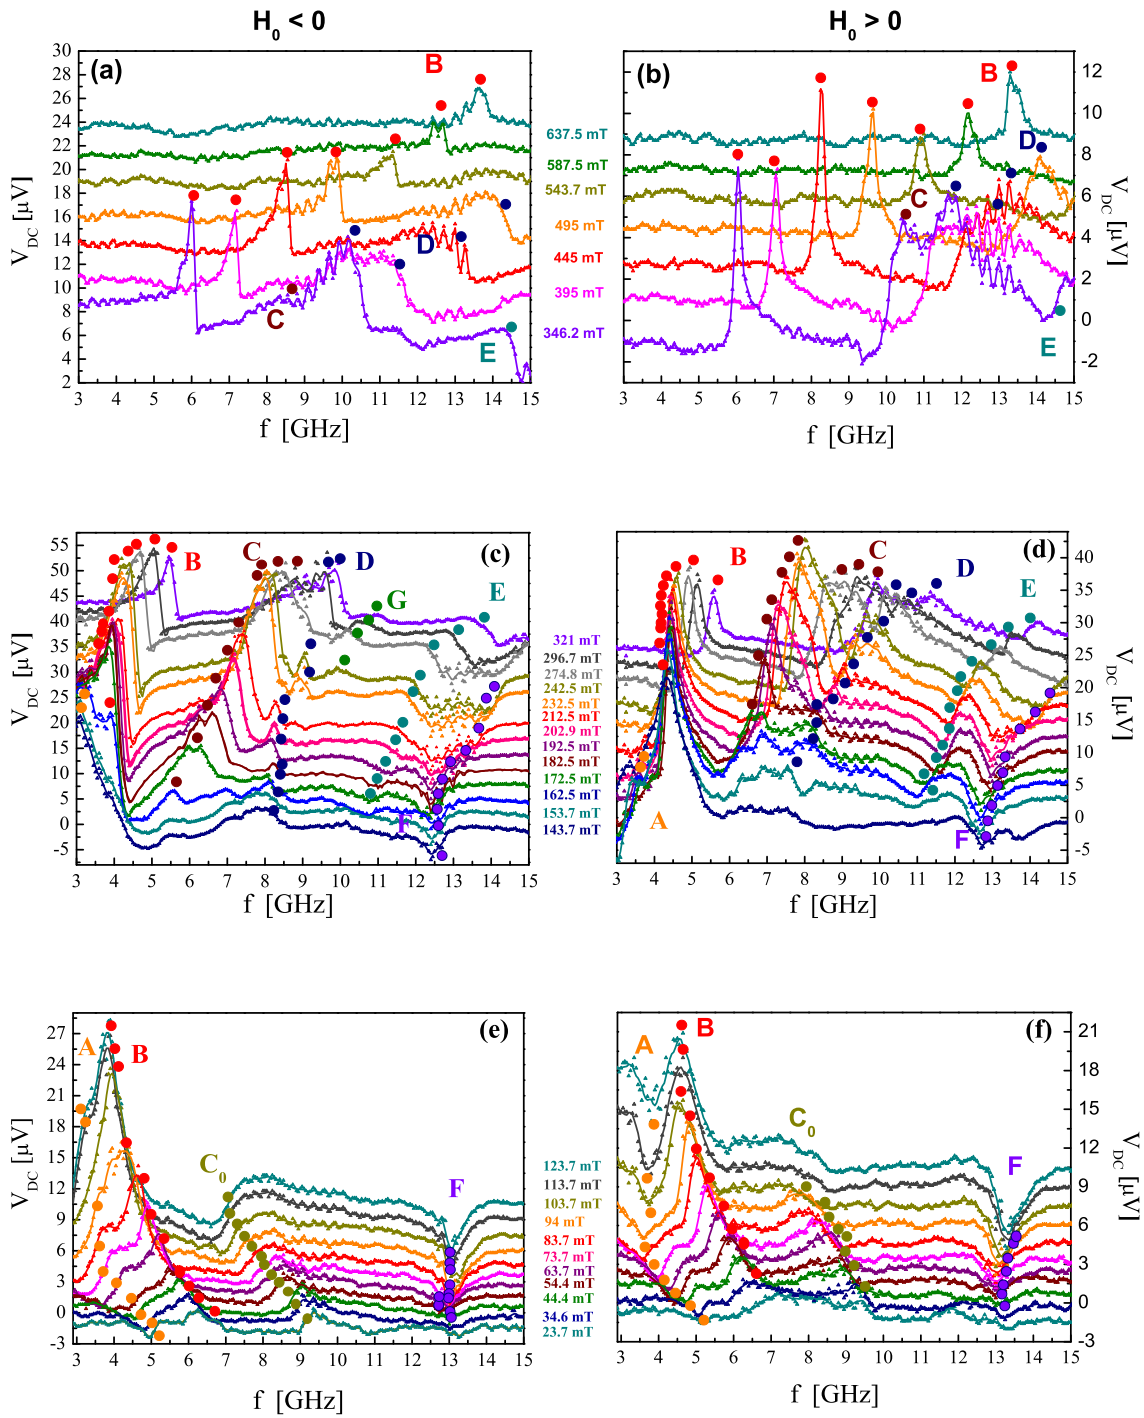 H0 < 0
H0 > 0
(a)
B
C
D
E
30
28
26
24
22
20
18
16
14
12
10
8
6
4
2
VDC [µV]
3 4 5 6 7 8 9 10 11 12 13 14 15
f [GHz]
637.5 mT
587.5 mT
543.7 mT
495 mT
445 mT
395 mT
346.2 mT
(b)
B
D
C
E
12
10
8
6
4
2
0
-2
VDC [µV]
3 4 5 6 7 8 9 10 11 12 13 14 15
f [GHz]
(c)
B
C
D
G
E
F
55
50
45
40
35
30
25
20
15
10
5
0
-5
VDC [µV]
3 4 5 6 7 8 9 10 11 12 13 14 15
f [GHz]
321 mT
296.7 mT
274.8 mT
242.5 mT
232.5 mT
212.5 mT
202.9 mT
192.5 mT
182.5 mT
172.5 mT
162.5 mT
153.7 mT
143.7 mT
(d)
B
C
D
E
A
F
40
35
30
25
20
15
10
5
0
-5
VDC [µV]
3 4 5 6 7 8 9 10 11 12 13 14 15
f [GHz]
(e)
A
B
C0
F
27
24
21
18
15
12
9
6
3
0
-3
VDC [µV]
3 4 5 6 7 8 9 10 11 12 13 14 15
f [GHz]
123.7 mT
113.7 mT
103.7 mT
94 mT
83.7 mT
73.7 mT
63.7 mT
54.4 mT
44.4 mT
34.6 mT
23.7 mT
(f)
A
B
C0
F
21
18
15
12
9
6
3
0
-3
VDC [µV]
3 4 5 6 7 8 9 10 11 12 13 14 15
f [GHz]